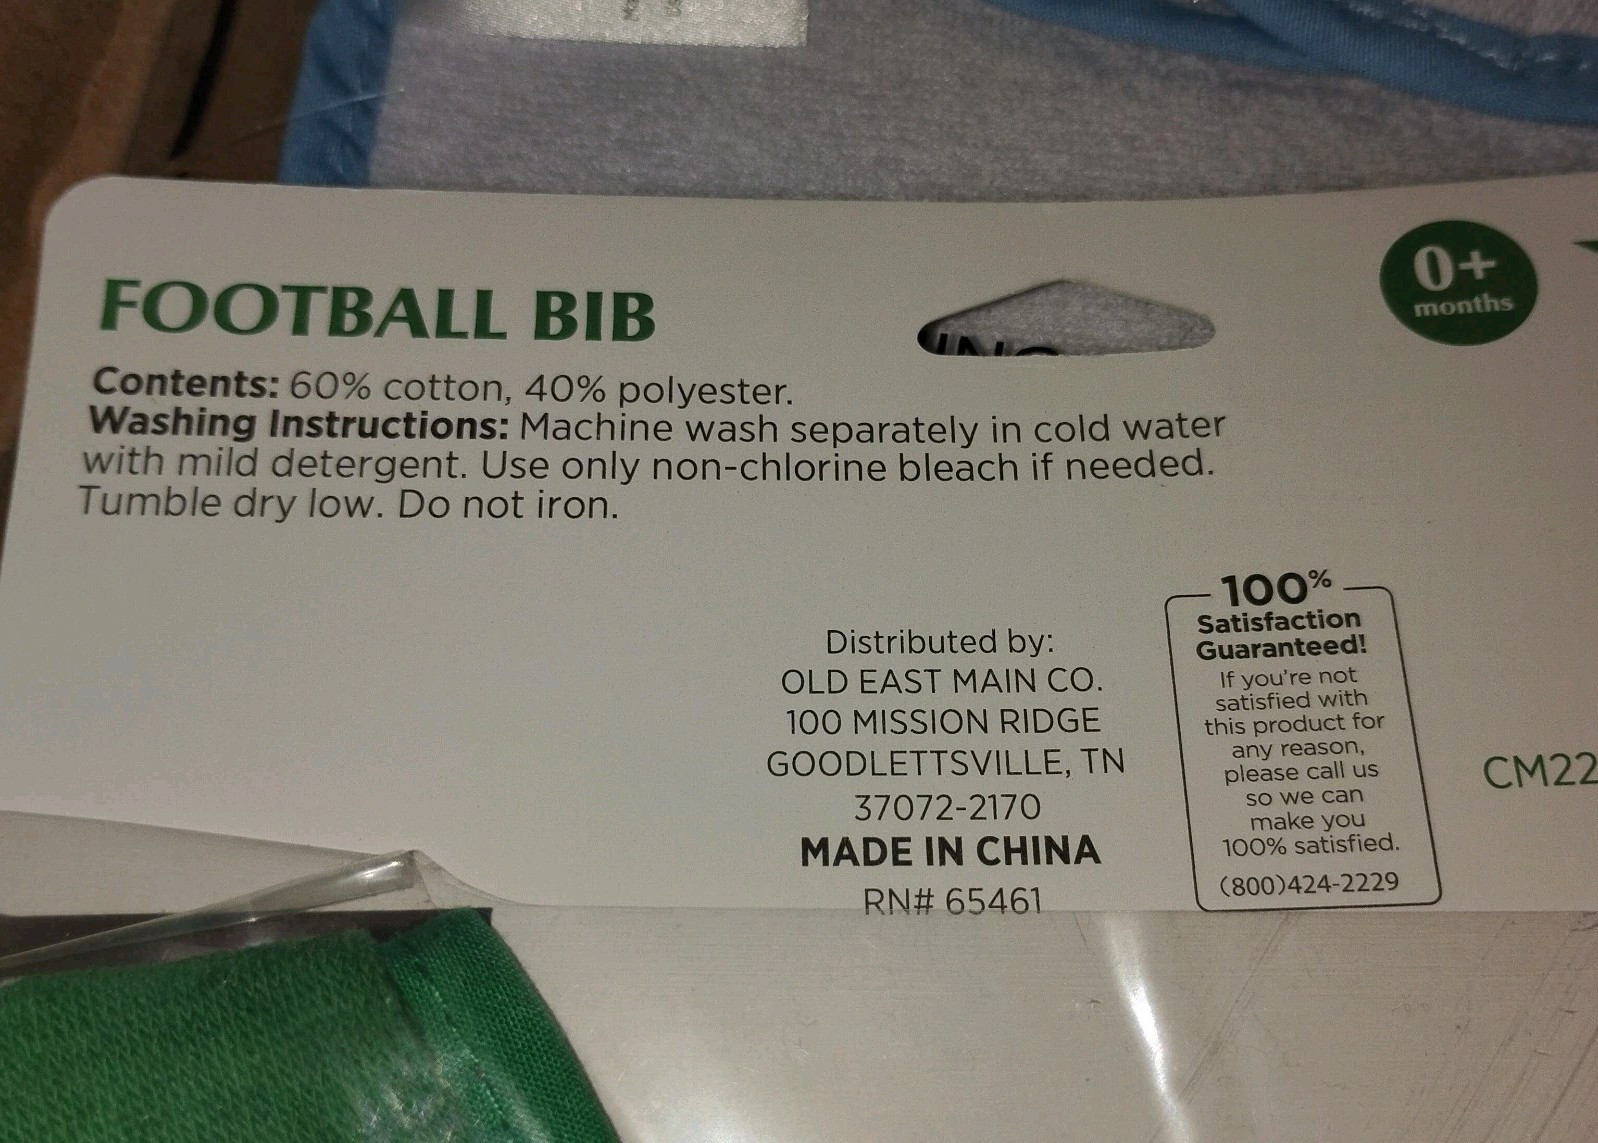 0+
months
FOOTBALL BIB
Contents: 60% cotton, 40% polyester.
Washing Instructions: Machine wash separately in cold water
with mild detergent. Use only non-chlorine bleach if needed.
Tumble dry low. Do not iron.
Distributed by:
OLD EAST MAIN CO.
100 MISSION RIDGE
GOODLETTSVILLE, TN
37072-2170
MADE IN CHINA
RN# 65461
100%
Satisfaction
Guaranteed!
If you're not
satisfied with
this product for
any reason,
please call us
so we can
make you
100% satisfied.
(800)424-2229
CM22